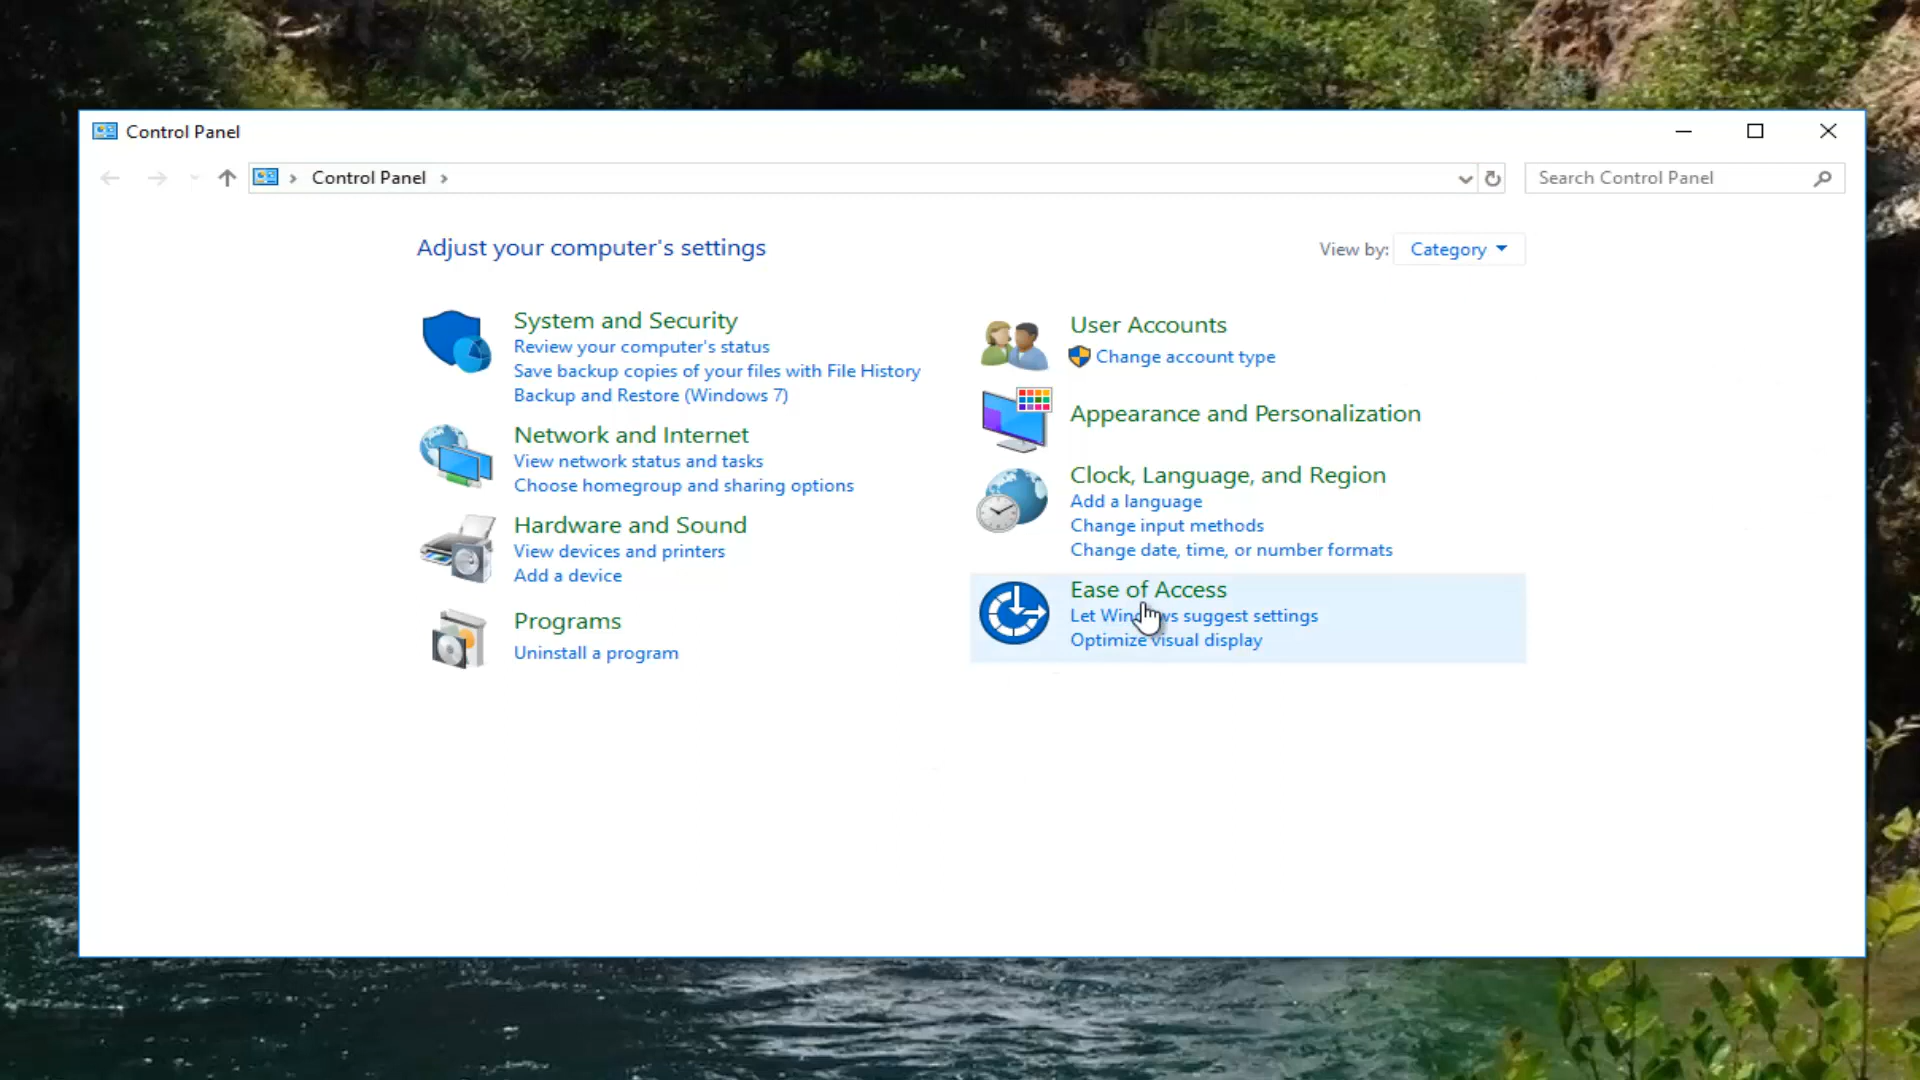 Control Panel
Control Panel
Search Control Panel
Adjust your computer's settings
View by: Category
System and Security
Review your computer's status
Save backup copies of your files with File History
Backup and Restore (Windows 7)
Network and Internet
View network status and tasks
Choose homegroup and sharing options
Hardware and Sound
View devices and printers
Add a device
Programs
Uninstall a program
User Accounts
Change account type
Appearance and Personalization
Clock, Language, and Region
Add a language
Change input methods
Change date, time, or number formats
Ease of Access
Let Windows suggest settings
Optimize visual display